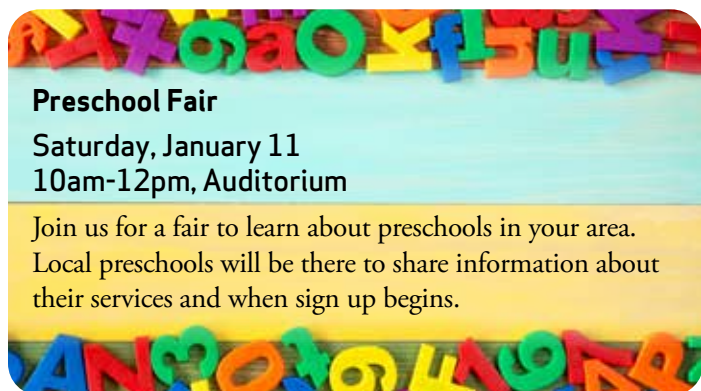 Preschool Fair
Saturday, January 11
10am-12pm, Auditorium
Join us for a fair to learn about preschools in your area.
Local preschools will be there to share information about
their services and when sign up begins.